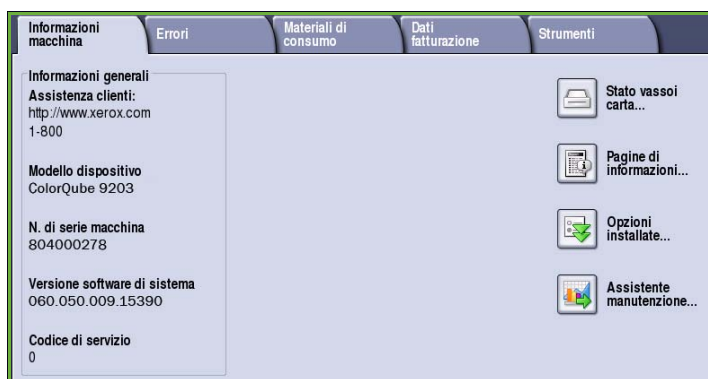 Informazioni
macchina
Errori
Materiali di
consumo
Dati
fatturazione
Strumenti
Informazioni generali
Assistenza clienti:
http://www.xerox.com
1-800
Modello dispositivo
ColorQube 9203
N. di serie macchina
804000278
Versione software di sistema
060.050.009.15390
Codice di servizio
0
Stato vassoi
carta...
Pagine di
informazioni...
Opzioni
installate...
Assistente
manutenzione...